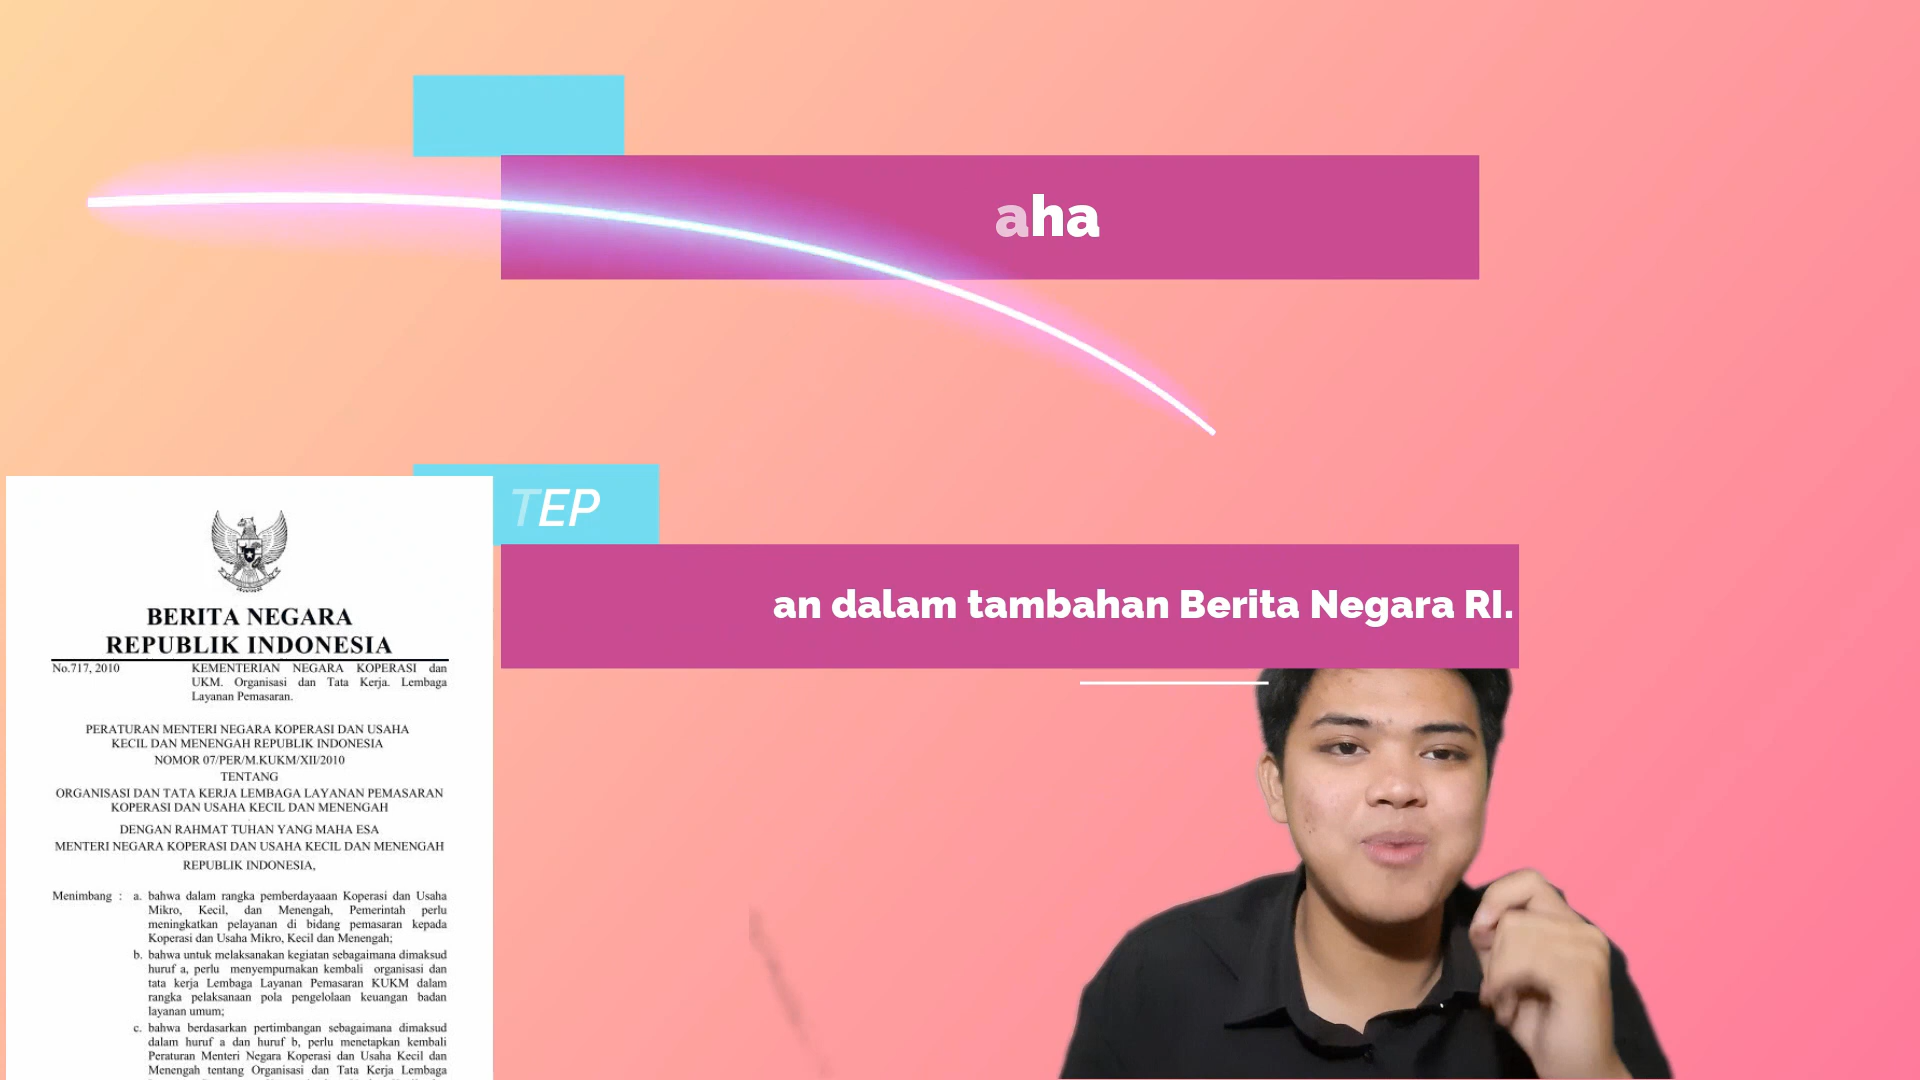 aha
TEP
an dalam tambahan Berita Negara RI.
BERITA NEGARA
REPUBLIK INDONESIA
No.717, 2010
KEMENTERIAN NEGARA KOPERASI dan
UKM. Organisasi dan Tata Kerja. Lembaga
Layanan Pemasaran.
PERATURAN MENTERI NEGARA KOPERASI DAN USAHA
KECIL DAN MENENGAH REPUBLIK INDONESIA
NOMOR 07/PER/M.KUKM/XII/2010
TENTANG
ORGANISASI DAN TATA KERJA LEMBAGA LAYANAN PEMASARAN
KOPERASI DAN USAHA KECIL DAN MENENGAH
DENGAN RAHMAT TUHAN YANG MAHA ESA
MENTERI NEGARA KOPERASI DAN USAHA KECIL DAN MENENGAH
REPUBLIK INDONESIA,
Menimbang : a. bahwa dalam rangka pemberdayaaan Koperasi dan Usaha
Mikro, Kecil, dan Menengah, Pemerintah perlu
meningkatkan pelayanan di bidang pemasaran kepada
Koperasi dan Usaha Mikro, Kecil dan Menengah;
b. bahwa untuk melaksanakan kegiatan sebagaimana dimaksud
huruf a, perlu menyempurnakan kembali organisasi dan
tata kerja Lembaga Layanan Pemasaran KUKM dalam
rangka pelaksanaan pola pengelolaan keuangan badan
layanan umum;
c. bahwa berdasarkan pertimbangan sebagaimana dimaksud
dalam huruf a dan huruf b, perlu menetapkan kembali
Peraturan Menteri Negara Koperasi dan Usaha Kecil dan
Menengah tentang Organisasi dan Tata Kerja Lembaga